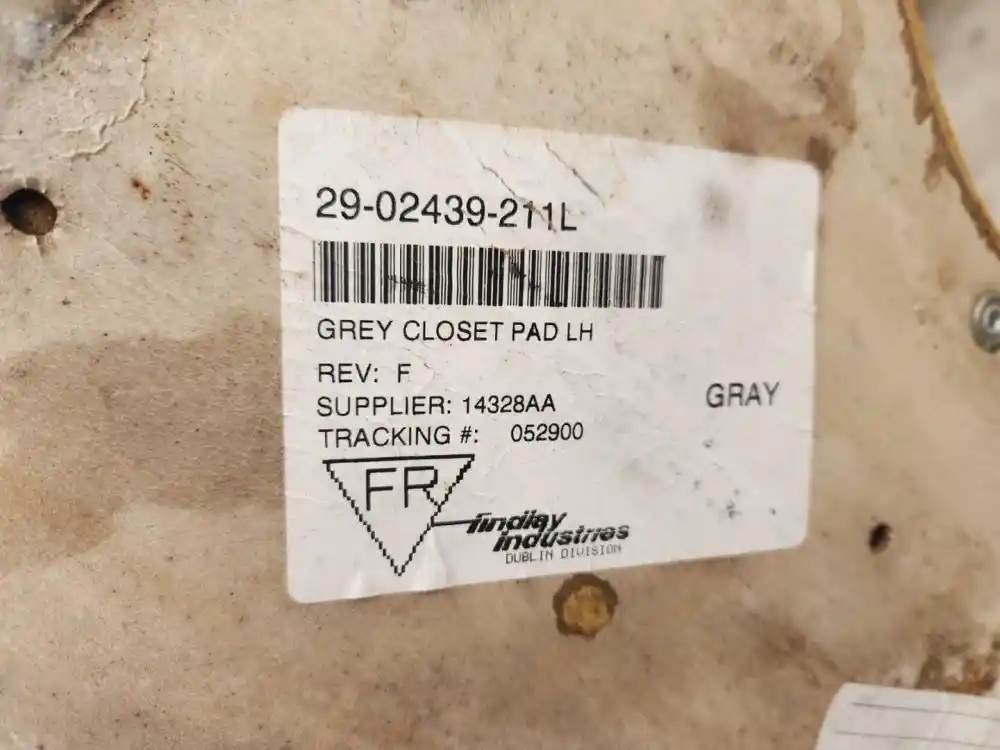 29-02439-211L
GREY CLOSET PAD LH
REV: F
SUPPLIER: 14328AA
GRAY
TRACKING #: 052900
FR
findlay
industries
DUBLIN DIVISION